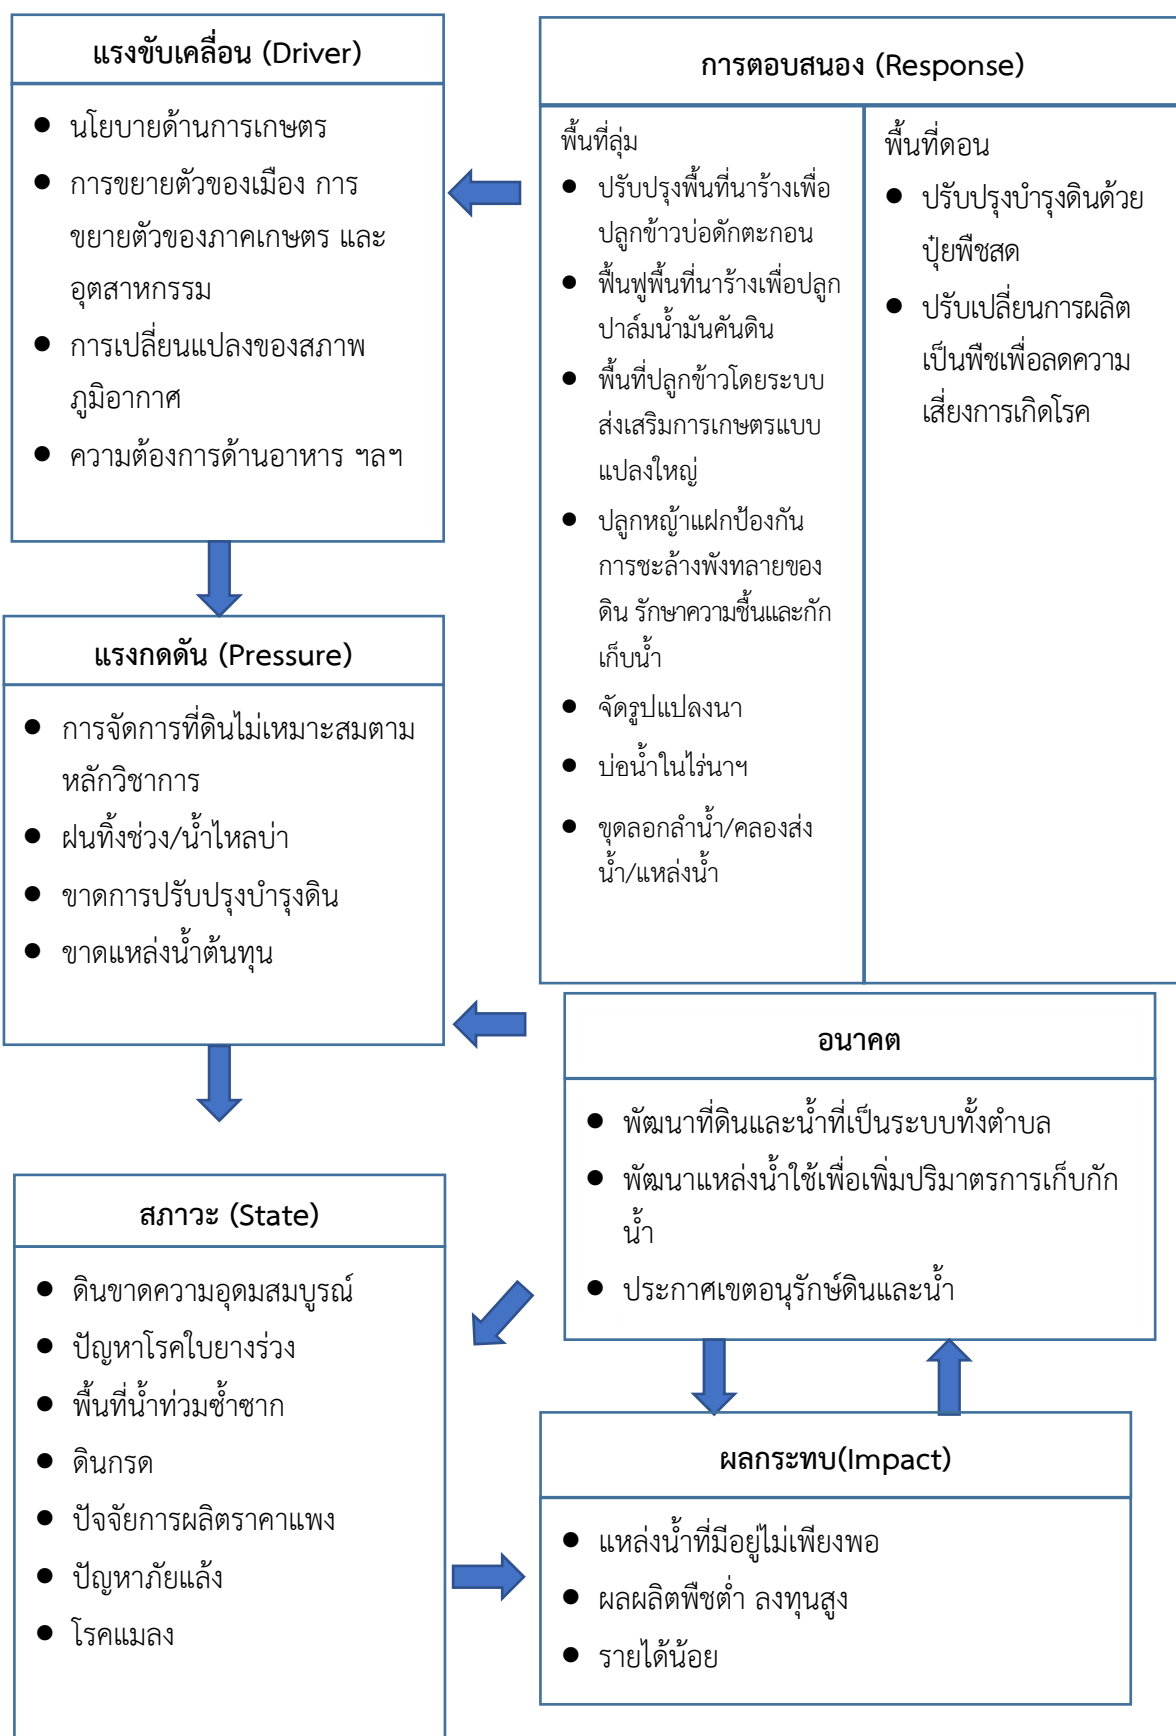 แรงขับเคลื่อน (Driver)
● นโยบายด้านการเกษตร
● การขยายตัวของเมือง การ
ขยายตัวของภาคเกษตร และ
อุตสาหกรรม
● การเปลี่ยนแปลงของสภาพ
ภูมิอากาศ
● ความต้องการด้านอาหาร ฯลฯ
การตอบสนอง (Response)
พื้นที่ลุ่ม
● ปรับปรุงพื้นที่นาร้างเพื่อ
ปลูกข้าวบ่อดักตะกอน
● ฟื้นฟูพื้นที่นาร้างเพื่อปลูก
ปาล์มน้ำมันคันดิน
● พื้นที่ปลูกข้าวโดยระบบ
ส่งเสริมการเกษตรแบบ
แปลงใหญ่
● ปลูกหญ้าแฝกป้องกัน
การชะล้างพังทลายของ
ดิน รักษาความชื้นและกัก
เก็บน้ำ
● จัดรูปแปลงนา
● บ่อน้ำในไร่นาฯ
● ขุดลอกลำน้ำ/คลองส่ง
น้ำ/แหล่งน้ำ
พื้นที่ดอน
● ปรับปรุงบำรุงดินด้วย
ปุ๋ยพืชสด
● ปรับเปลี่ยนการผลิต
เป็นพืชเพื่อลดความ
เสี่ยงการเกิดโรค
แรงกดดัน (Pressure)
● การจัดการที่ดินไม่เหมาะสมตาม
หลักวิชาการ
● ฝนทิ้งช่วง/น้ำไหลบ่า
● ขาดการปรับปรุงบำรุงดิน
● ขาดแหล่งน้ำต้นทุน
อนาคต
● พัฒนาที่ดินและน้ำที่เป็นระบบทั้งตำบล
● พัฒนาแหล่งน้ำใช้เพื่อเพิ่มปริมาตรการเก็บกัก
น้ำ
● ประกาศเขตอนุรักษ์ดินและน้ำ
สภาวะ (State)
● ดินขาดความอุดมสมบูรณ์
● ปัญหาโรคใบยางร่วง
● พื้นที่น้ำท่วมซ้ำซาก
● ดินกรด
● ปัจจัยการผลิตราคาแพง
● ปัญหาภัยแล้ง
● โรคแมลง
ผลกระทบ(Impact)
● แหล่งน้ำที่มีอยู่ไม่เพียงพอ
● ผลผลิตพืชต่ำ ลงทุนสูง
● รายได้น้อย